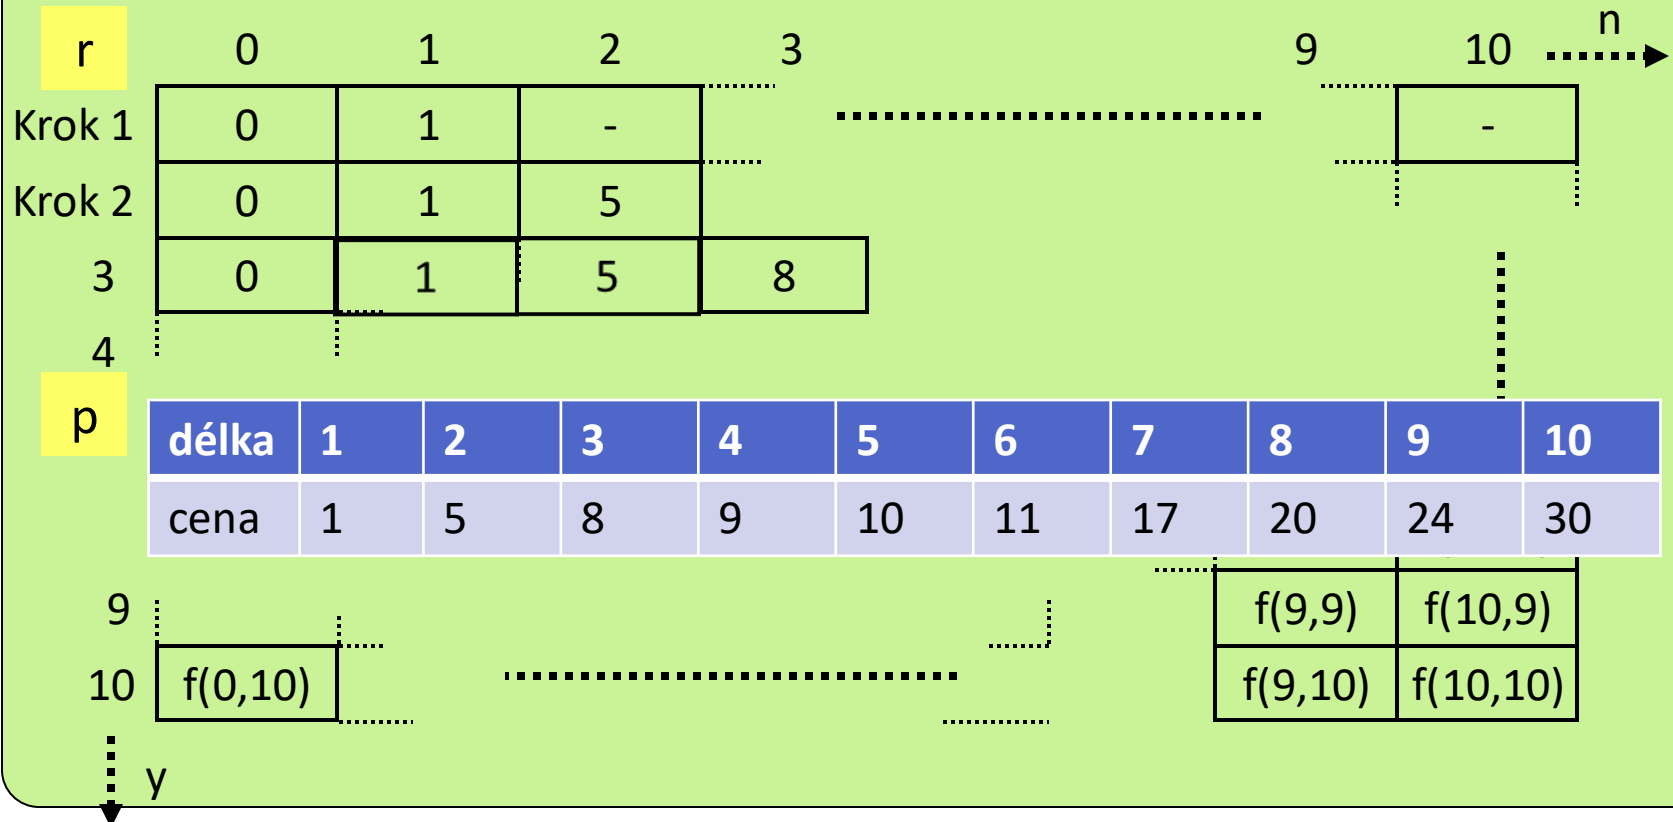 n
r 0 1 2 3 9 10
Krok 1 0 1 - -
Krok 2 0 1 5
3 0 1 5 8
4
p
délka 1 2 3 4 5 6 7 8 9 10
cena 1 5 8 9 10 11 17 20 24 30
9 f(9,9) f(10,9)
10 f(0,10) f(9,10) f(10,10)
y